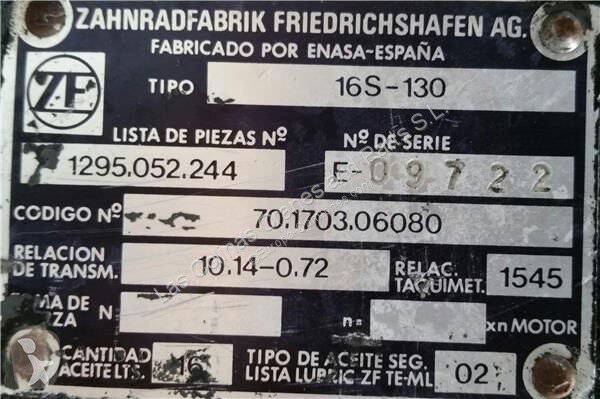 ZAHNRADFABRIK FRIEDRICHSHAFEN AG.
FABRICADO POR ENASA-ESPAÑA
ZF
TIPO 16S-130
LISTA DE PIEZAS Nº Nº DE SERIE
1295.052.244 E-09722
CODIGO Nº 70.1703.06080
RELACION DE TRANSM. 10.14-0.72 RELAC. TAQUIMET. 1545
DE N n= xn MOTOR
CANTIDAD ACEITE LTS. TIPO DE ACEITE SEG. LISTA LUBRIC ZF TE-ML 02